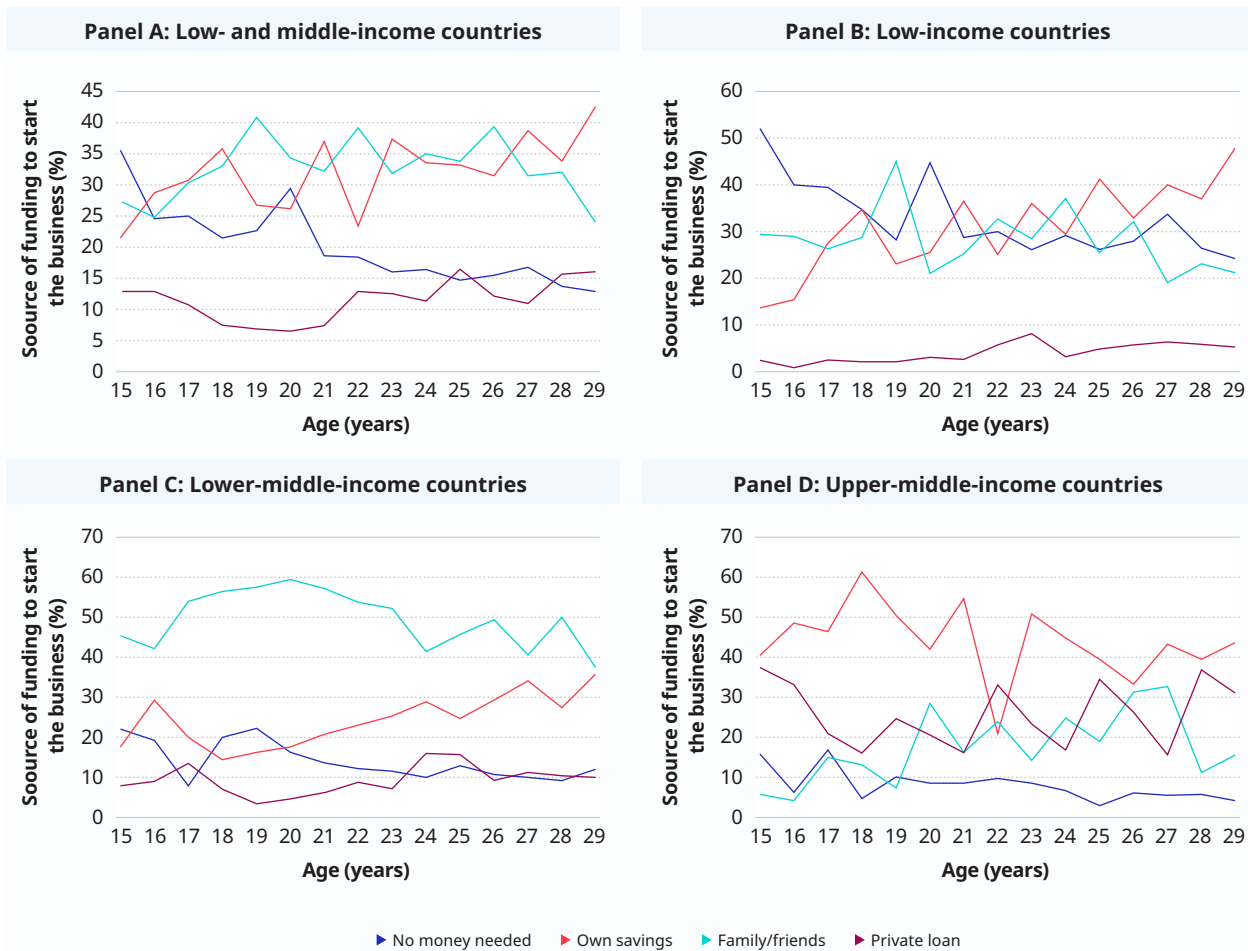 Panel A: Low- and middle-income countries
Soource of funding to start
the business (%)
45
40
35
30
25
20
15
10
5
0
15 16 17 18 19 20 21 22 23 24 25 26 27 28 29
Age (years)
Panel B: Low-income countries
Soource of funding to start
the business (%)
60
50
40
30
20
10
0
15 16 17 18 19 20 21 22 23 24 25 26 27 28 29
Age (years)
Panel C: Lower-middle-income countries
Soource of funding to start
the business (%)
70
60
50
40
30
20
10
0
15 16 17 18 19 20 21 22 23 24 25 26 27 28 29
Age (years)
Panel D: Upper-middle-income countries
Soource of funding to start
the business (%)
70
60
50
40
30
20
10
0
15 16 17 18 19 20 21 22 23 24 25 26 27 28 29
Age (years)
No money needed Own savings Family/friends Private loan